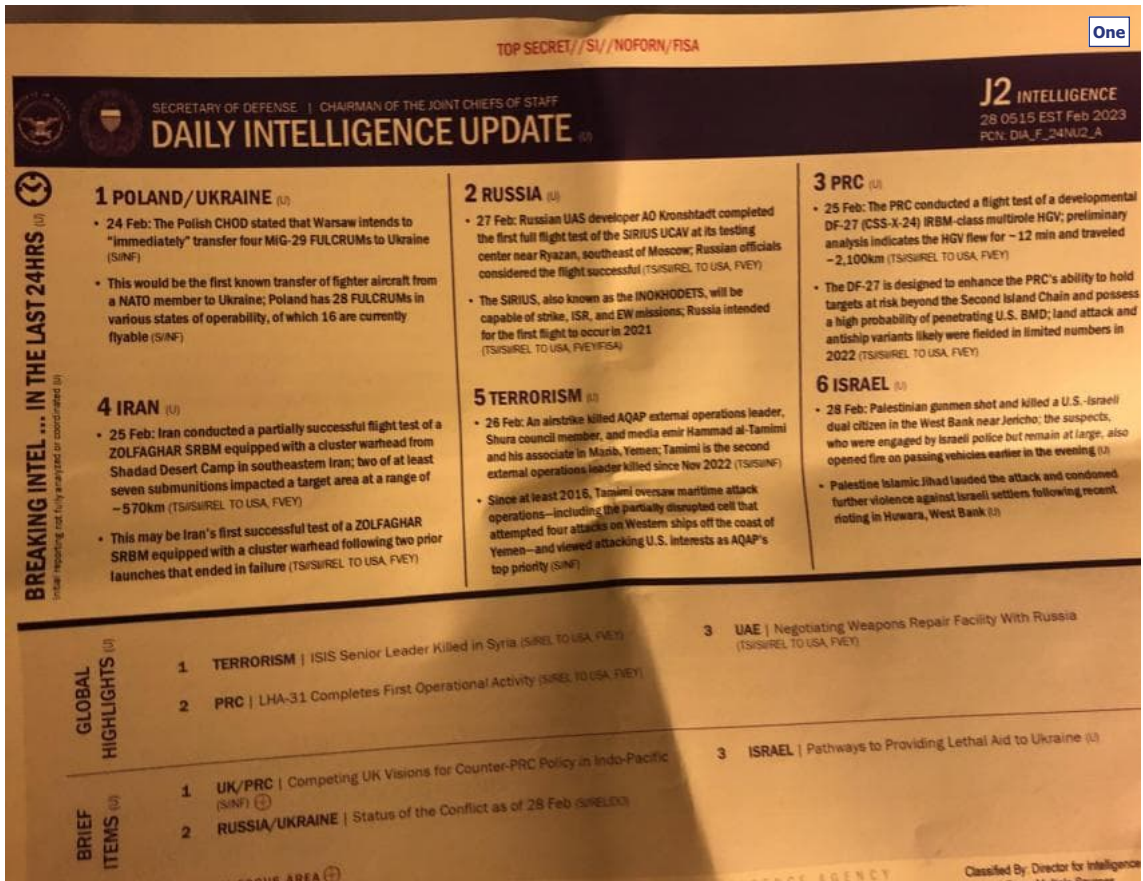 One
TOP SECRET//SI//NOFORN/FISA
SECRETARY OF DEFENSE | CHAIRMAN OF THE JOINT CHIEFS OF STAFF
DAILY INTELLIGENCE UPDATE (U)
J2 INTELLIGENCE
28 0515 EST Feb 2023
PCN: DIA_F_24NU2_A
BREAKING INTEL ... IN THE LAST 24HRS (U)
Initial reporting not fully analyzed or coordinated (U)
1 POLAND/UKRAINE (U)
• 24 Feb: The Polish CHOD stated that Warsaw intends to
"immediately" transfer four MiG-29 FULCRUMs to Ukraine
(S//NF)
• This would be the first known transfer of fighter aircraft from
a NATO member to Ukraine; Poland has 28 FULCRUMs in
various states of operability, of which 16 are currently
flyable (S//NF)
2 RUSSIA (U)
• 27 Feb: Russian UAS developer AO Kronshtadt completed
the first full flight test of the SIRIUS UCAV at its testing
center near Ryazan, southeast of Moscow; Russian officials
considered the flight successful (TS//SI//REL TO USA, FVEY)
• The SIRIUS, also known as the INOKHODETS, will be
capable of strike, ISR, and EW missions; Russia intended
for the first flight to occur in 2021
(TS//SI//REL TO USA, FVEY/FISA)
3 PRC (U)
• 25 Feb: The PRC conducted a flight test of a developmental
DF-27 (CSS-X-24) IRBM-class multirole HGV; preliminary
analysis indicates the HGV flew for ~12 min and traveled
~2,100km (TS//SI//REL TO USA, FVEY)
• The DF-27 is designed to enhance the PRC's ability to hold
targets at risk beyond the Second Island Chain and possess
a high probability of penetrating U.S. BMD; land attack and
antiship variants likely were fielded in limited numbers in
2022 (TS//SI//REL TO USA, FVEY)
4 IRAN (U)
• 25 Feb: Iran conducted a partially successful flight test of a
ZOLFAGHAR SRBM equipped with a cluster warhead from
Shadad Desert Camp in southeastern Iran; two of at least
seven submunitions impacted a target area at a range of
~570km (TS//SI//REL TO USA, FVEY)
• This may be Iran's first successful test of a ZOLFAGHAR
SRBM equipped with a cluster warhead following two prior
launches that ended in failure (TS//SI//REL TO USA, FVEY)
5 TERRORISM (U)
• 26 Feb: An airstrike killed AQAP external operations leader,
Shura council member, and media emir Hammad al-Tamimi
and his associate in Marib, Yemen; Tamimi is the second
external operations leader killed since Nov 2022 (TS//SI//NF)
• Since at least 2016, Tamimi oversaw maritime attack
operations—including the partially disrupted cell that
attempted four attacks on Western ships off the coast of
Yemen—and viewed attacking U.S. interests as AQAP's
top priority (S//NF)
6 ISRAEL (U)
• 28 Feb: Palestinian gunmen shot and killed a U.S.-Israeli
dual citizen in the West Bank near Jericho; the suspects,
who were engaged by Israeli police but remain at large, also
opened fire on passing vehicles earlier in the evening (U)
• Palestine Islamic Jihad lauded the attack and condoned
further violence against Israeli settlers following recent
rioting in Huwara, West Bank (U)
GLOBAL
HIGHLIGHTS (U)
1 TERRORISM | ISIS Senior Leader Killed in Syria (S//REL TO USA, FVEY)
2 PRC | LHA-31 Completes First Operational Activity (S//REL TO USA, FVEY)
3 UAE | Negotiating Weapons Repair Facility With Russia
(TS//SI//REL TO USA, FVEY)
BRIEF
ITEMS (U)
1 UK/PRC | Competing UK Visions for Counter-PRC Policy in Indo-Pacific
(S//NF)
2 RUSSIA/UKRAINE | Status of the Conflict as of 28 Feb
3 ISRAEL | Pathways to Providing Lethal Aid to Ukraine (U)
AREA
AGENCY
Classified By: Director for Intelligence